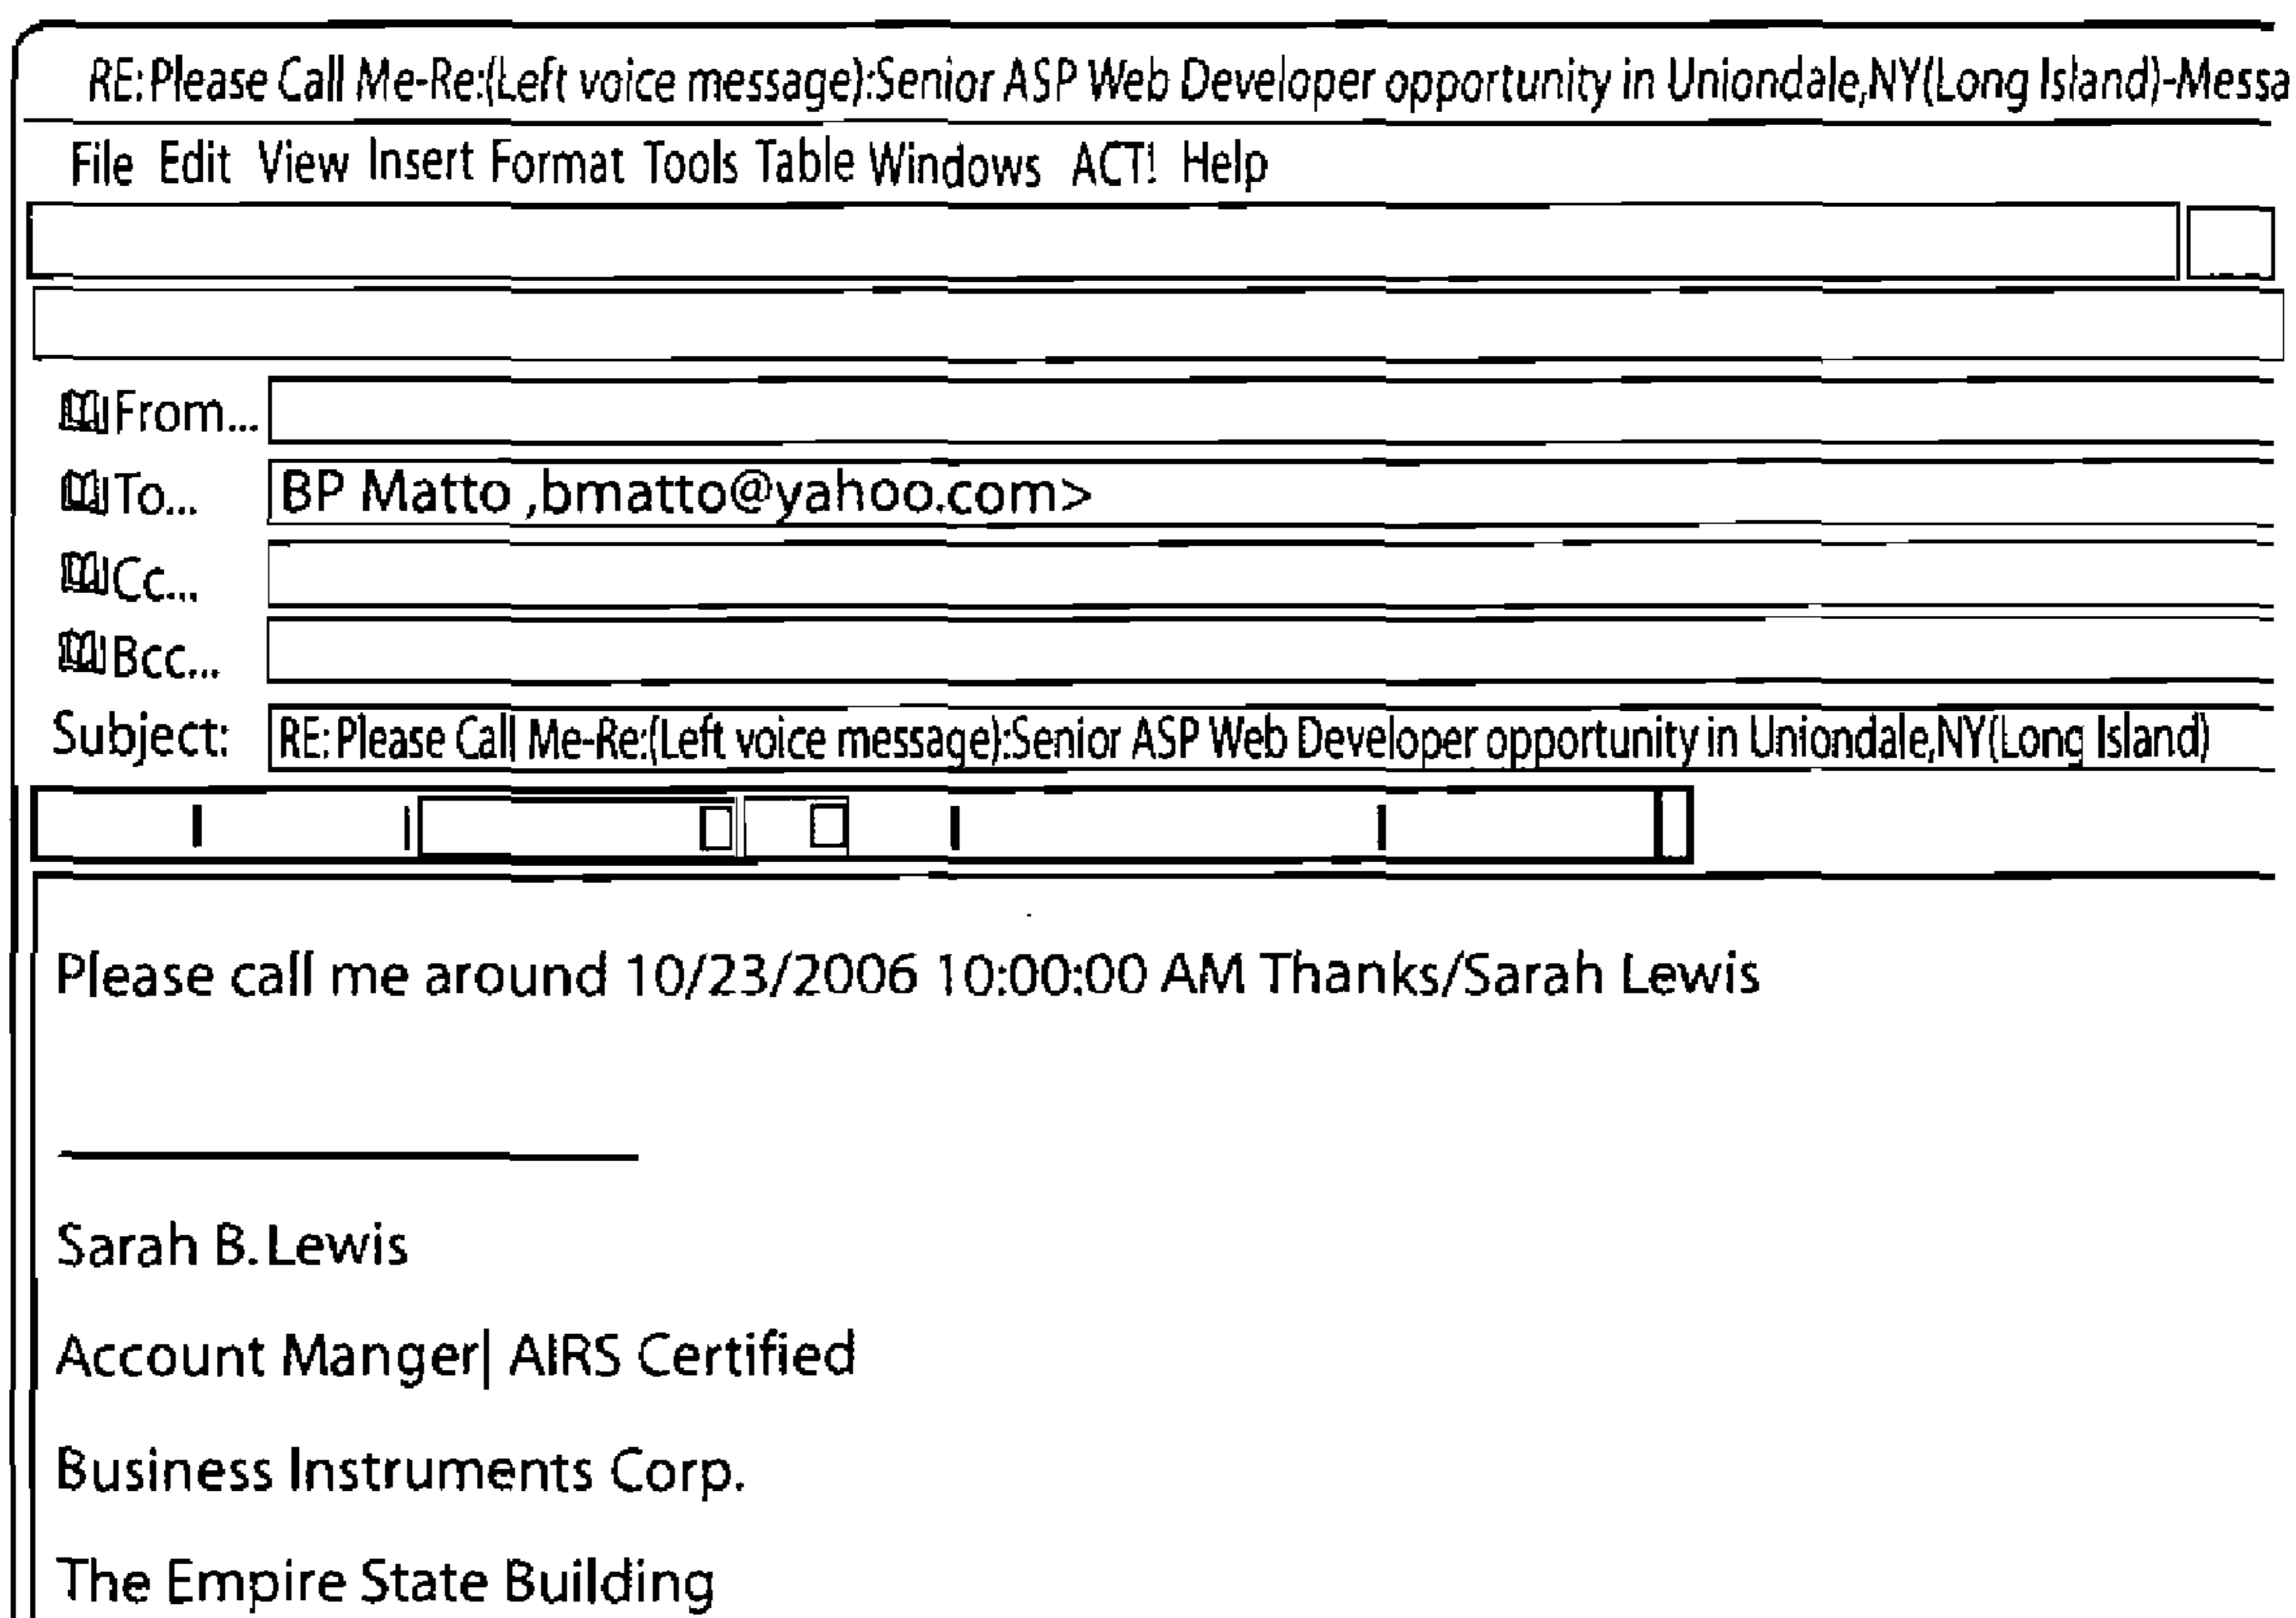 RE: Please Call Me-Re:(Left voice message):Senior ASP Web Developer opportunity in Uniondale,NY(Long Island)-Messa
File Edit View Insert Format Tools Table Windows ACT! Help
From...
To... BP Matto ,bmatto@yahoo.com>
Cc...
Bcc...
Subject: RE: Please Call Me-Re:(Left voice message):Senior ASP Web Developer opportunity in Uniondale,NY(Long Island)
Please call me around 10/23/2006 10:00:00 AM Thanks/Sarah Lewis
Sarah B. Lewis
Account Manger| AIRS Certified
Business Instruments Corp.
The Empire State Building